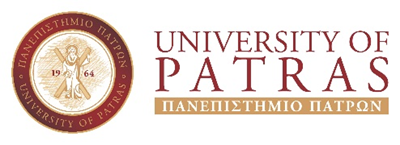 ΠΑΝΕΠΙΣΤΗΜΙΟ ΠΑΤΡΩΝ
19 64
UNIVERSITY OF PATRAS
UNIVERSITY OF
PATRAS
ΠΑΝΕΠΙΣΤΗΜΙΟ ΠΑΤΡΩΝ